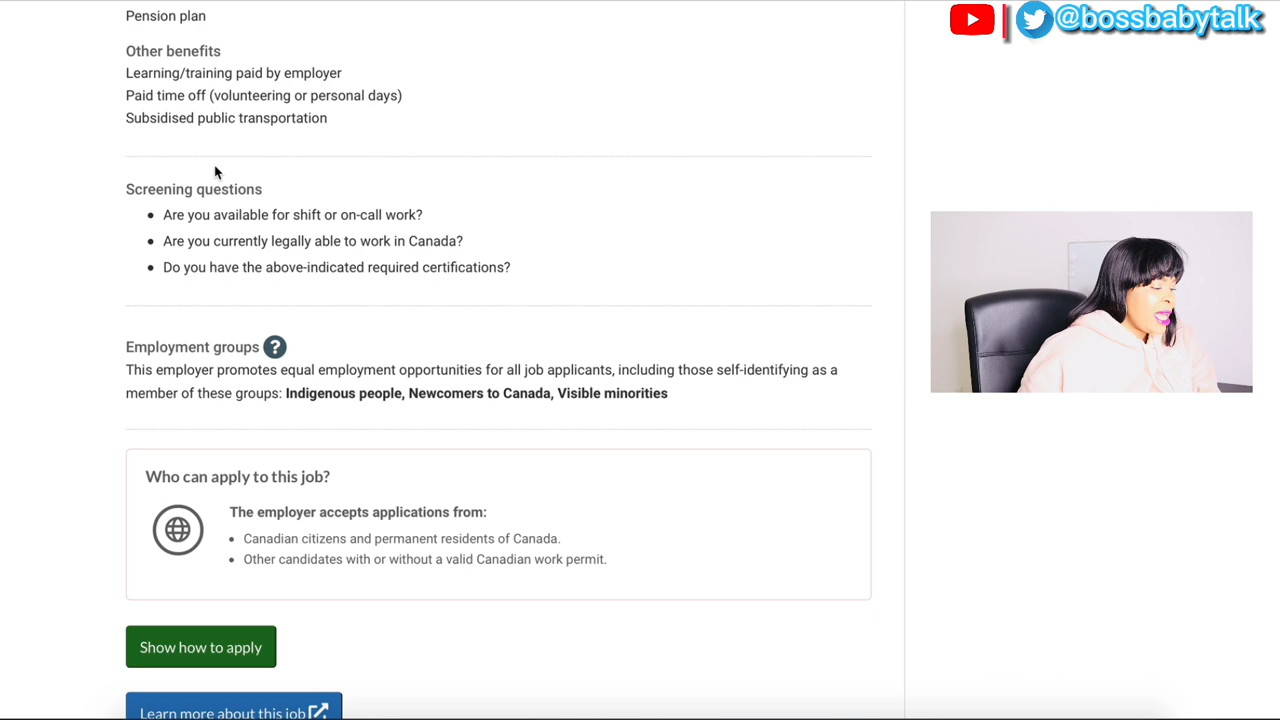 Pension plan
@bossbabytalk
Other benefits
Learning/training paid by employer
Paid time off (volunteering or personal days)
Subsidised public transportation
Screening questions
Are you available for shift or on-call work?
Are you currently legally able to work in Canada?
Do you have the above-indicated required certifications?
Employment groups ?
This employer promotes equal employment opportunities for all job applicants, including those self-identifying as a
member of these groups: Indigenous people, Newcomers to Canada, Visible minorities
Who can apply to this job?
The employer accepts applications from:
Canadian citizens and permanent residents of Canada.
Other candidates with or without a valid Canadian work permit.
Show how to apply
Learn more about this job